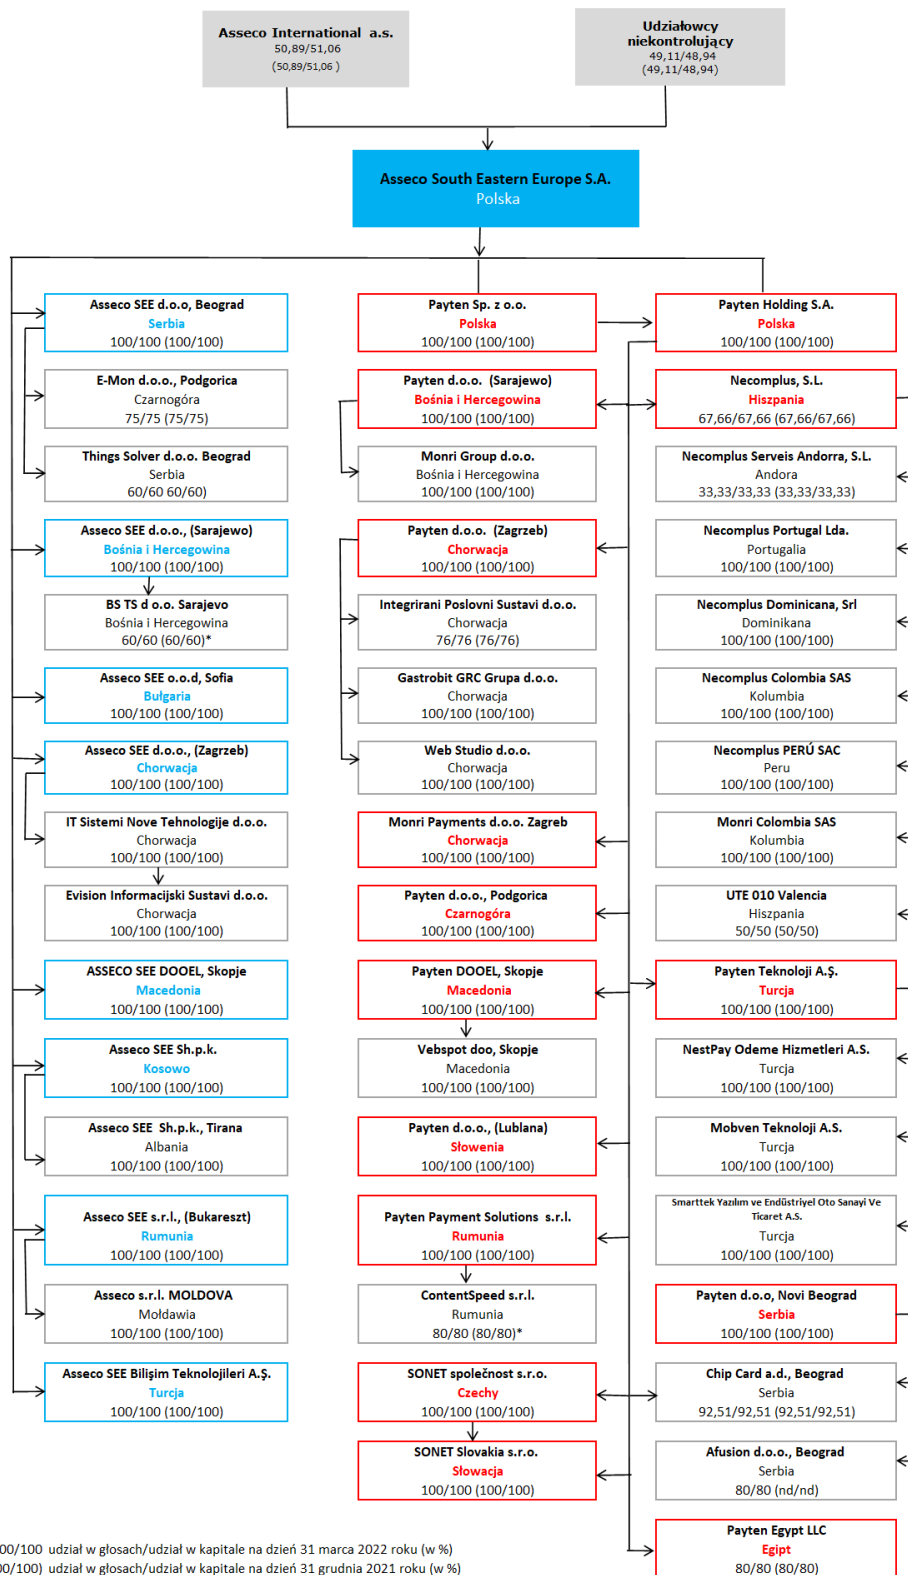 Asseco International a.s.
50,89/51,06
(50,89/51,06 )
Udziałowcy
niekontrolujący
49,11/48,94
(49,11/48,94)
Asseco South Eastern Europe S.A.
Polska
Asseco SEE d.o.o, Beograd
Serbia
100/100 (100/100)
E-Mon d.o.o., Podgorica
Czarnogóra
75/75 (75/75)
Things Solver d.o.o. Beograd
Serbia
60/60 60/60)
Asseco SEE d.o.o., (Sarajewo)
Bośnia i Hercegowina
100/100 (100/100)
BS TS d o.o. Sarajevo
Bośnia i Hercegowina
60/60 (60/60)*
Asseco SEE o.o.d, Sofia
Bułgaria
100/100 (100/100)
Asseco SEE d.o.o., (Zagrzeb)
Chorwacja
100/100 (100/100)
IT Sistemi Nove Tehnologije d.o.o.
Chorwacja
100/100 (100/100)
Evision Informacijski Sustavi d.o.o.
Chorwacja
100/100 (100/100)
ASSECO SEE DOOEL, Skopje
Macedonia
100/100 (100/100)
Asseco SEE Sh.p.k.
Kosowo
100/100 (100/100)
Asseco SEE Sh.p.k., Tirana
Albania
100/100 (100/100)
Asseco SEE s.r.l., (Bukareszt)
Rumunia
100/100 (100/100)
Asseco s.r.l. MOLDOVA
Mołdawia
100/100 (100/100)
Asseco SEE Bilişim Teknolojileri A.Ş.
Turcja
100/100 (100/100)
Payten Sp. z o.o.
Polska
100/100 (100/100)
Payten d.o.o. (Sarajewo)
Bośnia i Hercegowina
100/100 (100/100)
Monri Group d.o.o.
Bośnia i Hercegowina
100/100 (100/100)
Payten d.o.o. (Zagrzeb)
Chorwacja
100/100 (100/100)
Integrirani Poslovni Sustavi d.o.o.
Chorwacja
76/76 (76/76)
Gastrobit GRC Grupa d.o.o.
Chorwacja
100/100 (100/100)
Web Studio d.o.o.
Chorwacja
100/100 (100/100)
Monri Payments d.o.o. Zagreb
Chorwacja
100/100 (100/100)
Payten d.o.o., Podgorica
Czarnogóra
100/100 (100/100)
Payten DOOEL, Skopje
Macedonia
100/100 (100/100)
Vebspot doo, Skopje
Macedonia
100/100 (100/100)
Payten d.o.o., (Lublana)
Słowenia
100/100 (100/100)
Payten Payment Solutions s.r.l.
Rumunia
100/100 (100/100)
ContentSpeed s.r.l.
Rumunia
80/80 (80/80)*
SONET společnost s.r.o.
Czechy
100/100 (100/100)
SONET Slovakia s.r.o.
Słowacja
100/100 (100/100)
Payten Holding S.A.
Polska
100/100 (100/100)
Necomplus, S.L.
Hiszpania
67,66/67,66 (67,66/67,66)
Necomplus Serveis Andorra, S.L.
Andora
33,33/33,33 (33,33/33,33)
Necomplus Portugal Lda.
Portugalia
100/100 (100/100)
Necomplus Dominicana, Srl
Dominikana
100/100 (100/100)
Necomplus Colombia SAS
Kolumbia
100/100 (100/100)
Necomplus PERÚ SAC
Peru
100/100 (100/100)
Monri Colombia SAS
Kolumbia
100/100 (100/100)
UTE 010 Valencia
Hiszpania
50/50 (50/50)
Payten Teknoloji A.Ş.
Turcja
100/100 (100/100)
NestPay Odeme Hizmetleri A.S.
Turcja
100/100 (100/100)
Mobven Teknoloji A.S.
Turcja
100/100 (100/100)
Smarttek Yazılım ve Endüstriyel Oto Sanayi Ve
Ticaret A.S.
Turcja
100/100 (100/100)
Payten d.o.o, Novi Beograd
Serbia
100/100 (100/100)
Chip Card a.d., Beograd
Serbia
92,51/92,51 (92,51/92,51)
Afusion d.o.o., Beograd
Serbia
80/80 (nd/nd)
Payten Egypt LLC
Egipt
80/80 (80/80)
00/100 udział w głosach/udział w kapitale na dzień 31 marca 2022 roku (w %)
00/100) udział w głosach/udział w kapitale na dzień 31 grudnia 2021 roku (w %)